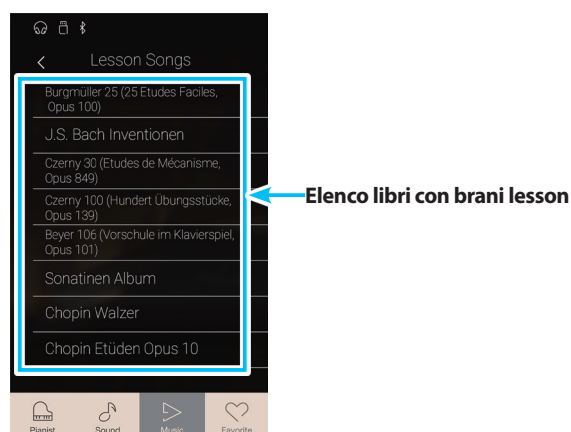 Lesson Songs
Burgmüller 25 (25 Etudes Faciles,
Opus 100)
J.S. Bach Inventionen
Czerny 30 (Etudes de Mécanisme,
Opus 849)
Czerny 100 (Hundert Übungsstücke,
Opus 139)
Beyer 106 (Vorschule im Klavierspiel,
Opus 101)
Sonatinen Album
Chopin Walzer
Chopin Etüden Opus 10
Elenco libri con brani lesson
Pianist Sound Music Favorite